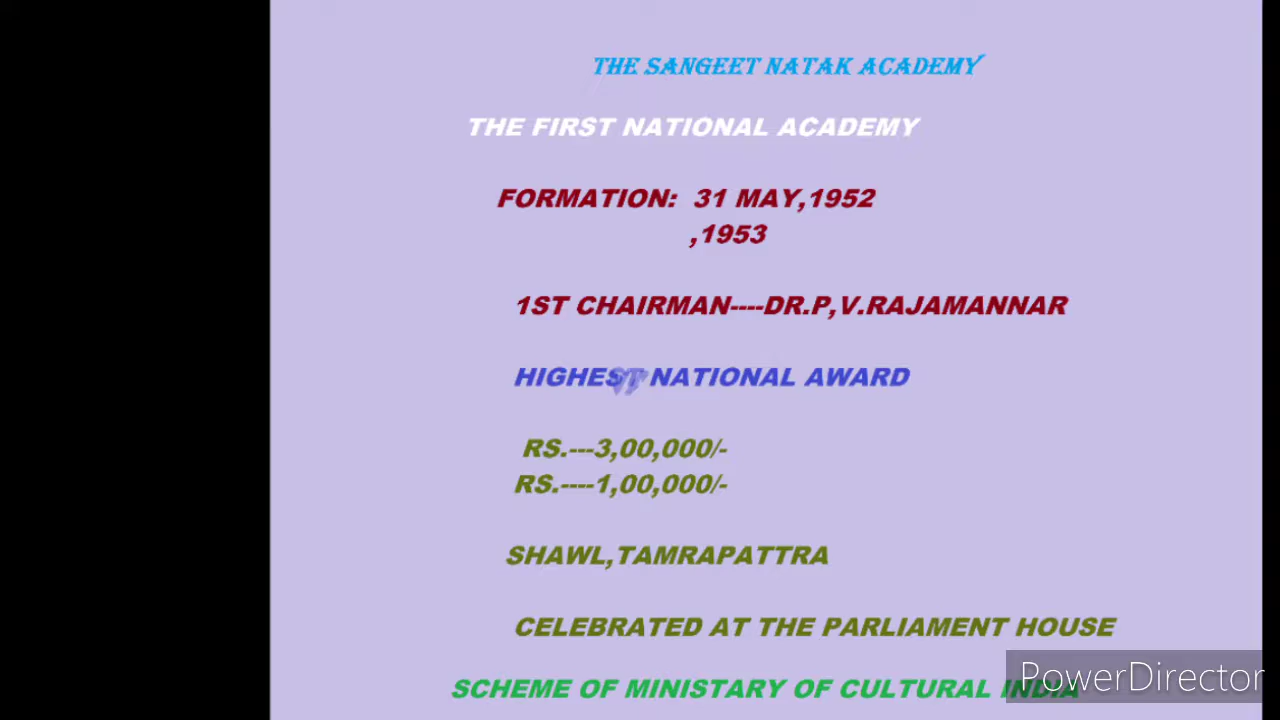 THE SANGEET NATAK ACADEMY
THE FIRST NATIONAL ACADEMY
FORMATION: 31 MAY,1952
,1953
1ST CHAIRMAN----DR.P,V.RAJAMANNAR
HIGHEST NATIONAL AWARD
RS.---3,00,000/-
RS.----1,00,000/-
SHAWL,TAMRAPATTRA
CELEBRATED AT THE PARLIAMENT HOUSE
SCHEME OF MINISTARY OF CULTURAL INDIA
PowerDirector